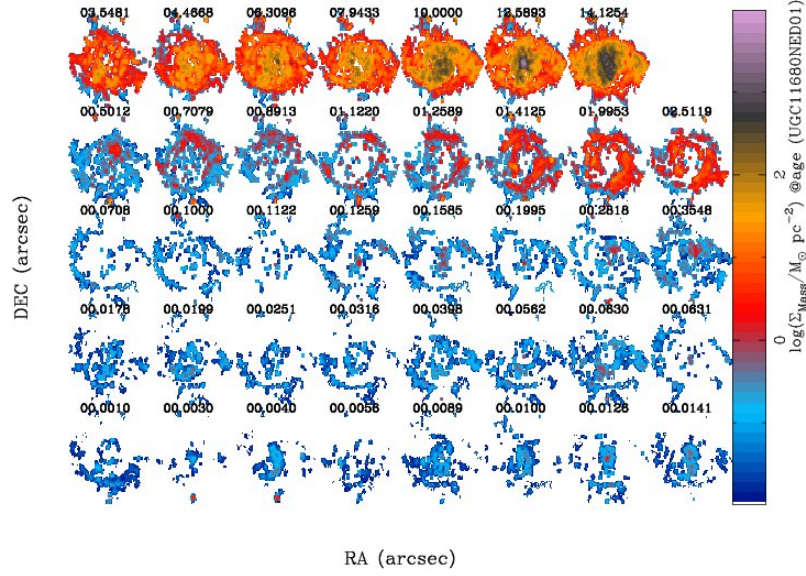 03.5481 04.4668 06.3096 07.9433 10.0000 12.5893 14.1254
00.5012 00.7079 00.8913 01.1220 01.2589 01.4125 01.9953 02.5119
00.0708 00.1000 00.1122 00.1259 00.1585 00.1995 00.2818 00.3548
00.0178 00.0199 00.0251 00.0316 00.0398 00.0562 00.0630 00.0631
00.0010 00.0030 00.0040 00.0056 00.0089 00.0100 00.0126 00.0141
DEC (arcsec)
RA (arcsec)
2
0
log(Σ_Mass/M_⊙ pc^-2) @age (UGC11680NED01)